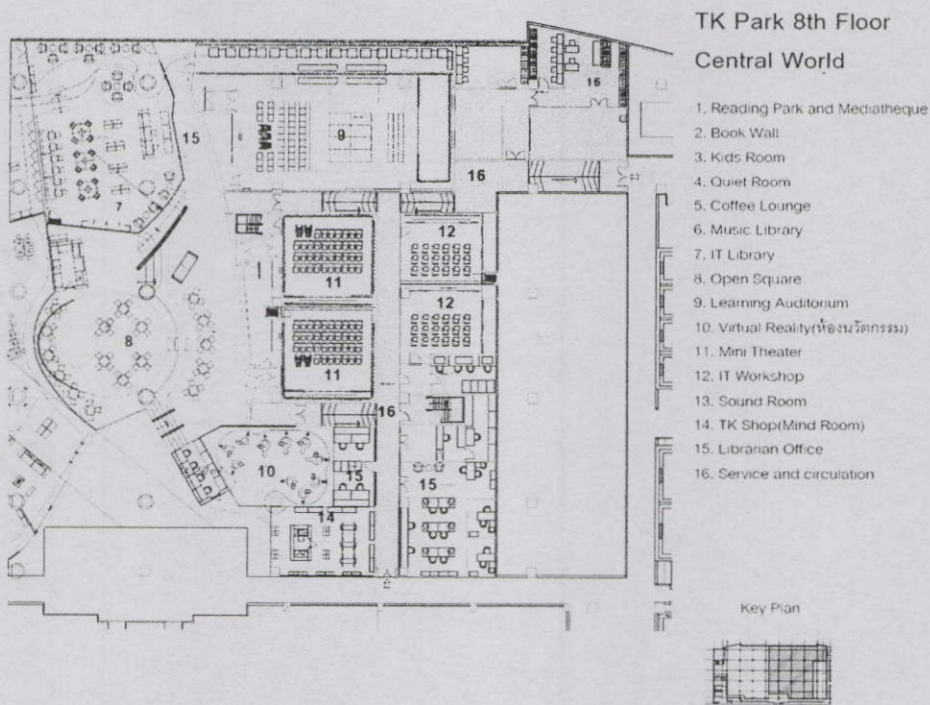 TK Park 8th Floor
Central World
1. Reading Park and Mediatheque
2. Book Wall
3. Kids Room
4. Quiet Room
5. Coffee Lounge
6. Music Library
7. IT Library
8. Open Square
9. Learning Auditorium
10. Virtual Reality(ห้องนวัตกรรม)
11. Mini Theater
12. IT Workshop
13. Sound Room
14. TK Shop(Mind Room)
15. Librarian Office
16. Service and circulation
Key Plan
16
15
9
16
7
12
11
12
8
11
16
10
15
15
14